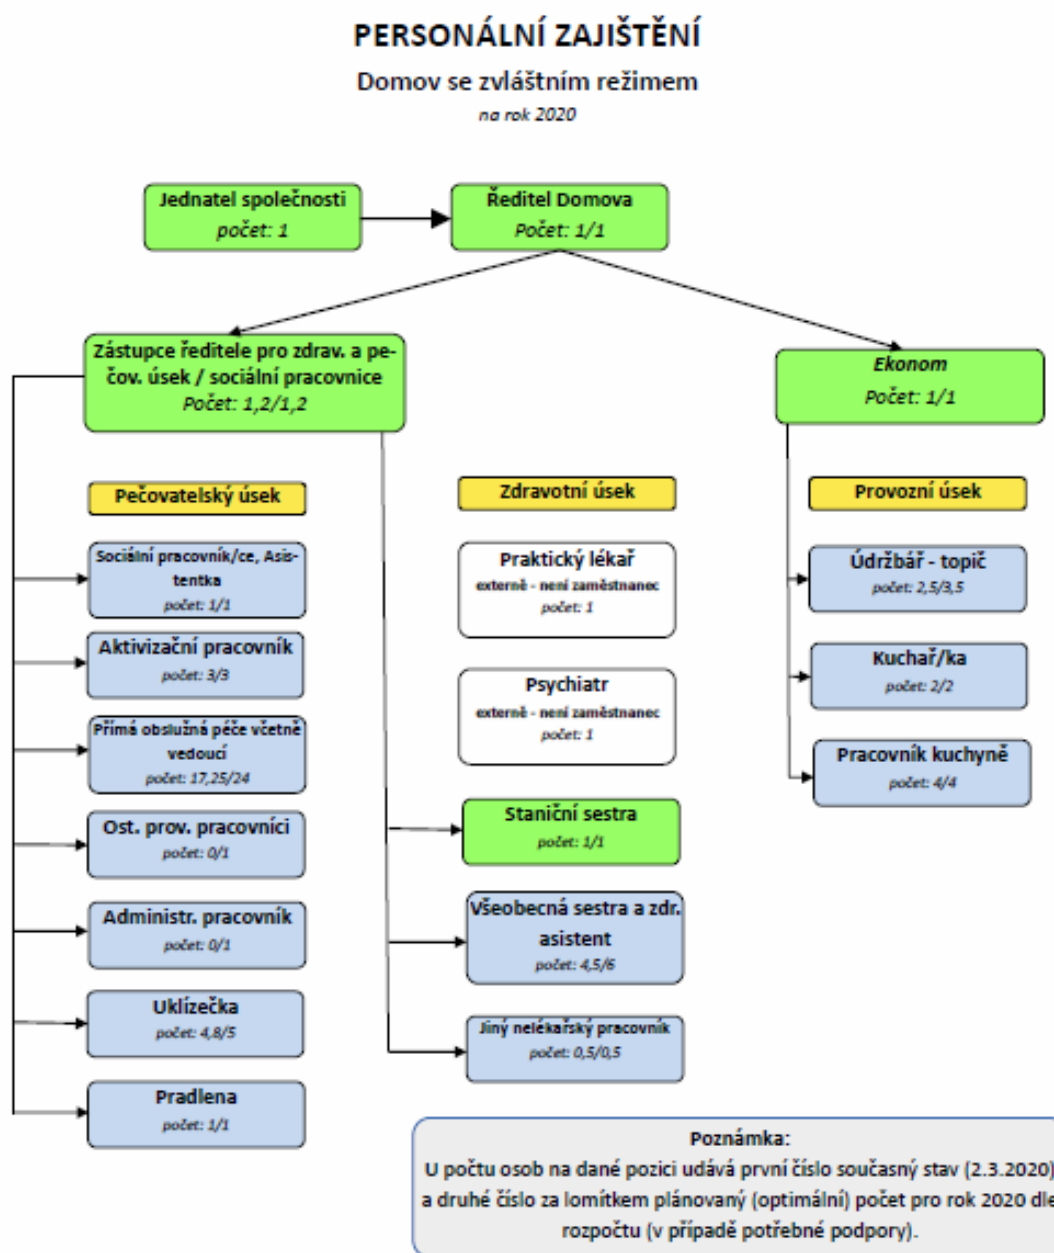 PERSONÁLNÍ ZAJIŠTĚNÍ
Domov se zvláštním režimem
na rok 2020
Jednatel společnosti
počet: 1
Ředitel Domova
Počet: 1/1
Zástupce ředitele pro zdrav. a pe-
čov. úsek / sociální pracovnice
Počet: 1,2/1,2
Ekonom
Počet: 1/1
Pečovatelský úsek
Sociální pracovník/ce, Asis-
tentka
počet: 1/1
Aktivizační pracovník
počet: 3/3
Přímá obslužná péče včetně
vedoucí
počet: 17,25/24
Ost. prov. pracovníci
počet: 0/1
Administr. pracovník
počet: 0/1
Uklízečka
počet: 4,8/5
Pradlena
počet: 1/1
Zdravotní úsek
Praktický lékař
externě - není zaměstnanec
počet: 1
Psychiatr
externě - není zaměstnanec
počet: 1
Staniční sestra
počet: 1/1
Všeobecná sestra a zdr.
asistent
počet: 4,5/6
Jiný nelékařský pracovník
počet: 0,5/0,5
Provozní úsek
Údržbář - topič
počet: 2,5/3,5
Kuchař/ka
počet: 2/2
Pracovník kuchyně
počet: 4/4
Poznámka:
U počtu osob na dané pozici udává první číslo současný stav (2.3.2020)
a druhé číslo za lomítkem plánovaný (optimální) počet pro rok 2020 dle
rozpočtu (v případě potřebné podpory).